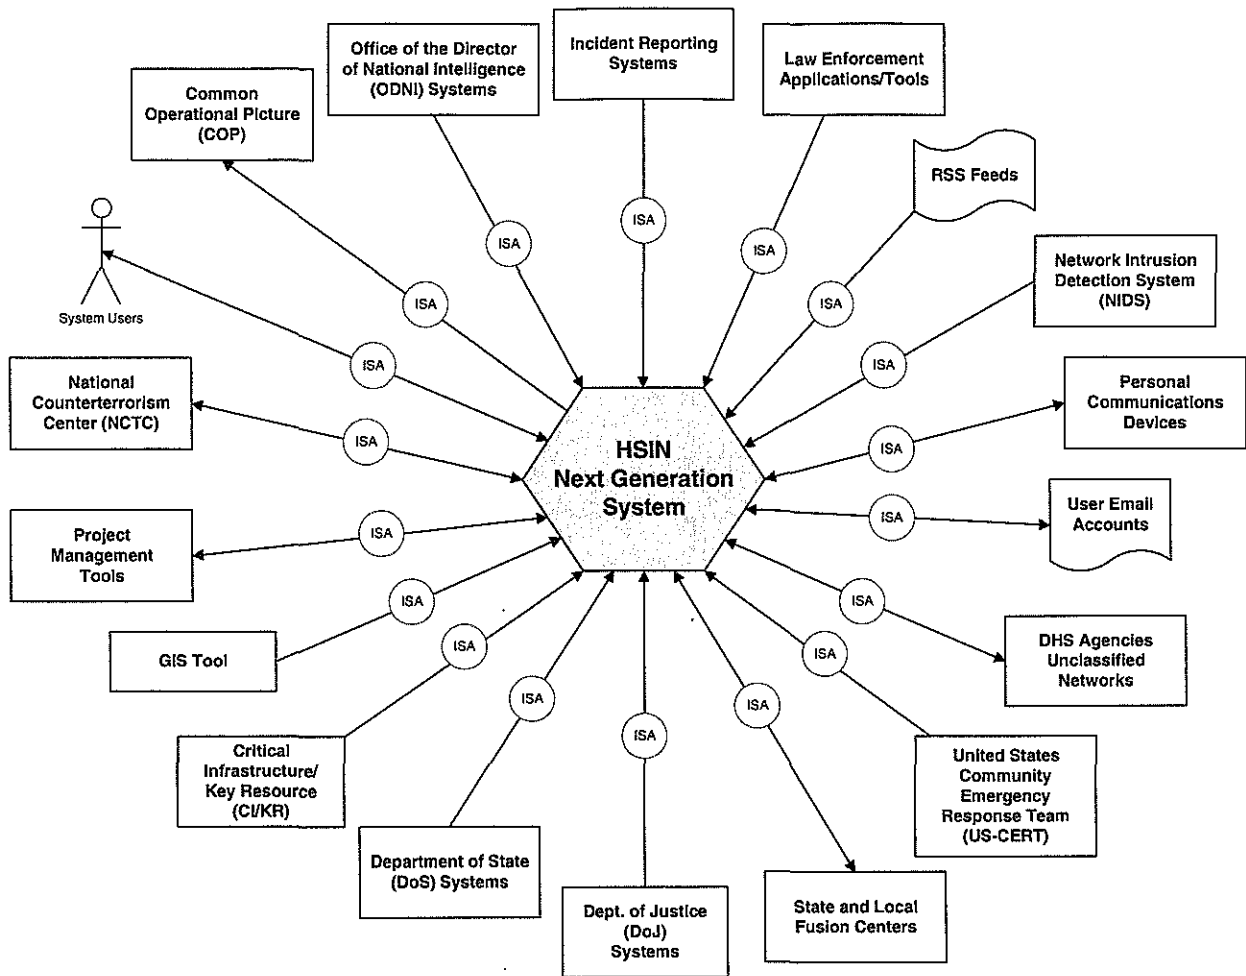 Incident Reporting
Systems
Office of the Director
of National Intelligence
(ODNI) Systems
Law Enforcement
Applications/Tools
Common
Operational Picture
(COP)
RSS Feeds
ISA
ISA
ISA
System Users
Network Intrusion
Detection System
(NIDS)
ISA
ISA
ISA
ISA
National
Counterterrorism
Center (NCTC)
Personal
Communications
Devices
ISA
ISA
HSIN
Next Generation
System
Project
Management
Tools
ISA
ISA
User Email
Accounts
ISA
ISA
GIS Tool
ISA
ISA
DHS Agencies
Unclassified
Networks
ISA
ISA
ISA
Critical
Infrastructure/
Key Resource
(CI/KR)
United States
Community
Emergency
Response Team
(US-CERT)
Department of State
(DoS) Systems
Dept. of Justice
(DoJ)
Systems
State and Local
Fusion Centers